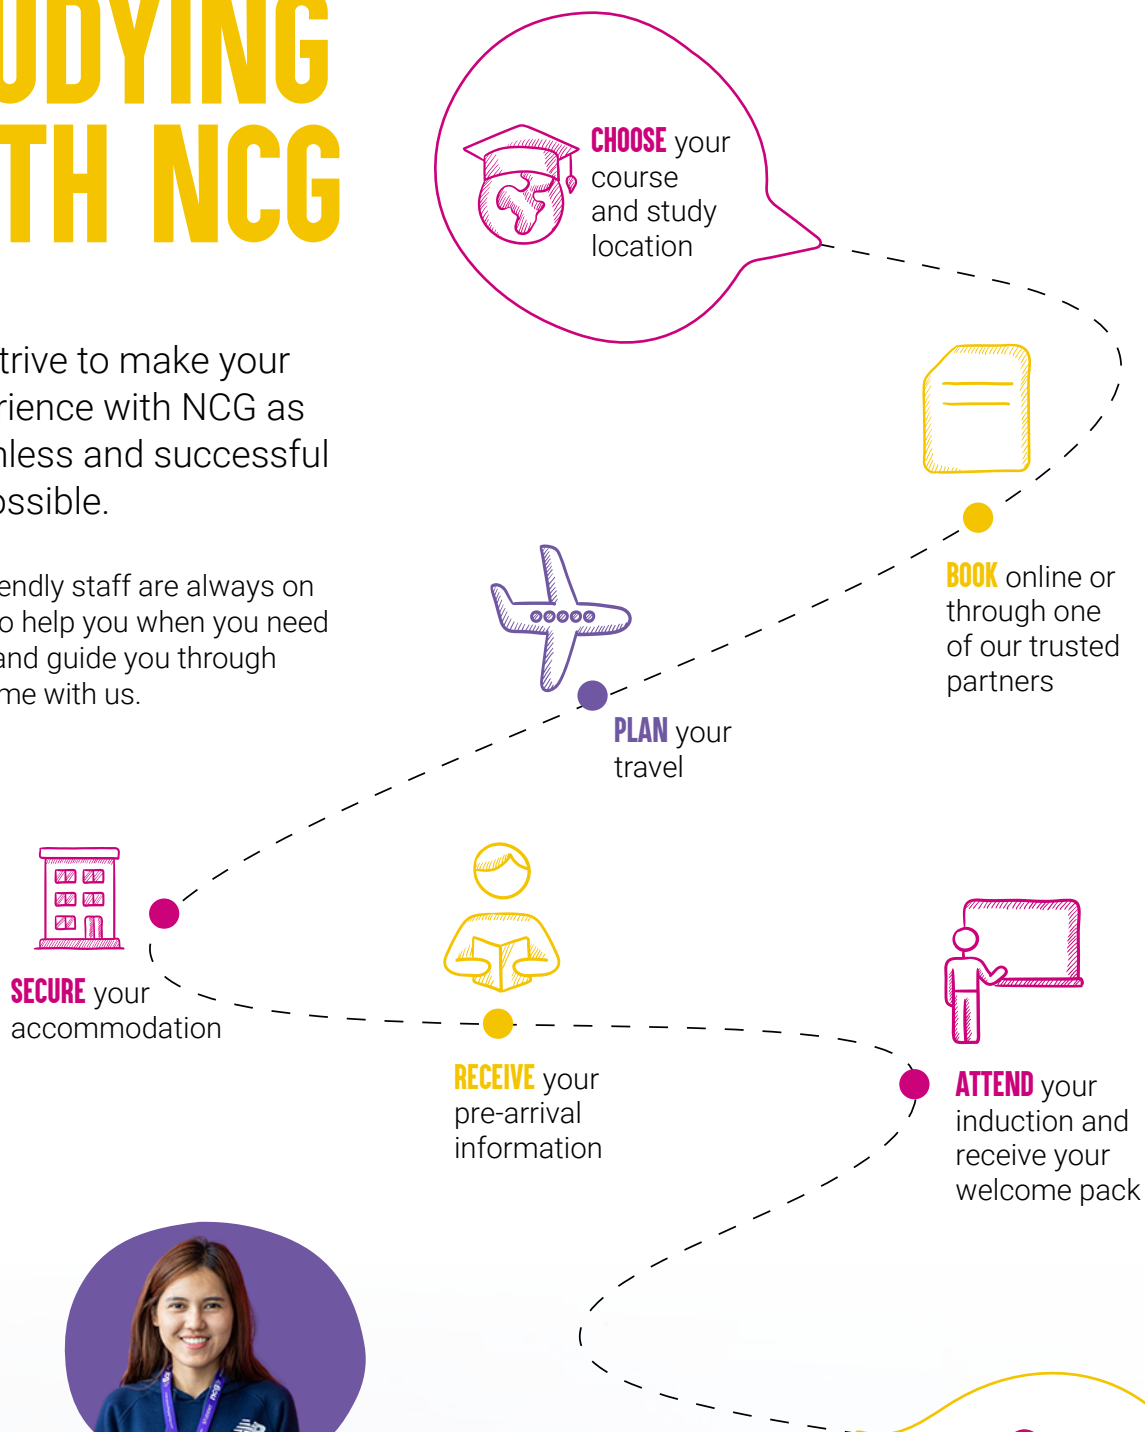 UDYING
TH NCG
trive to make your
rience with NCG as
nless and successful
ossible.
endly staff are always on
o help you when you need
and guide you through
me with us.
CHOOSE your
course
and study
location
BOOK online or
through one
of our trusted
partners
PLAN your
travel
SECURE your
accommodation
RECEIVE your
pre-arrival
information
ATTEND your
induction and
receive your
welcome pack
ncg